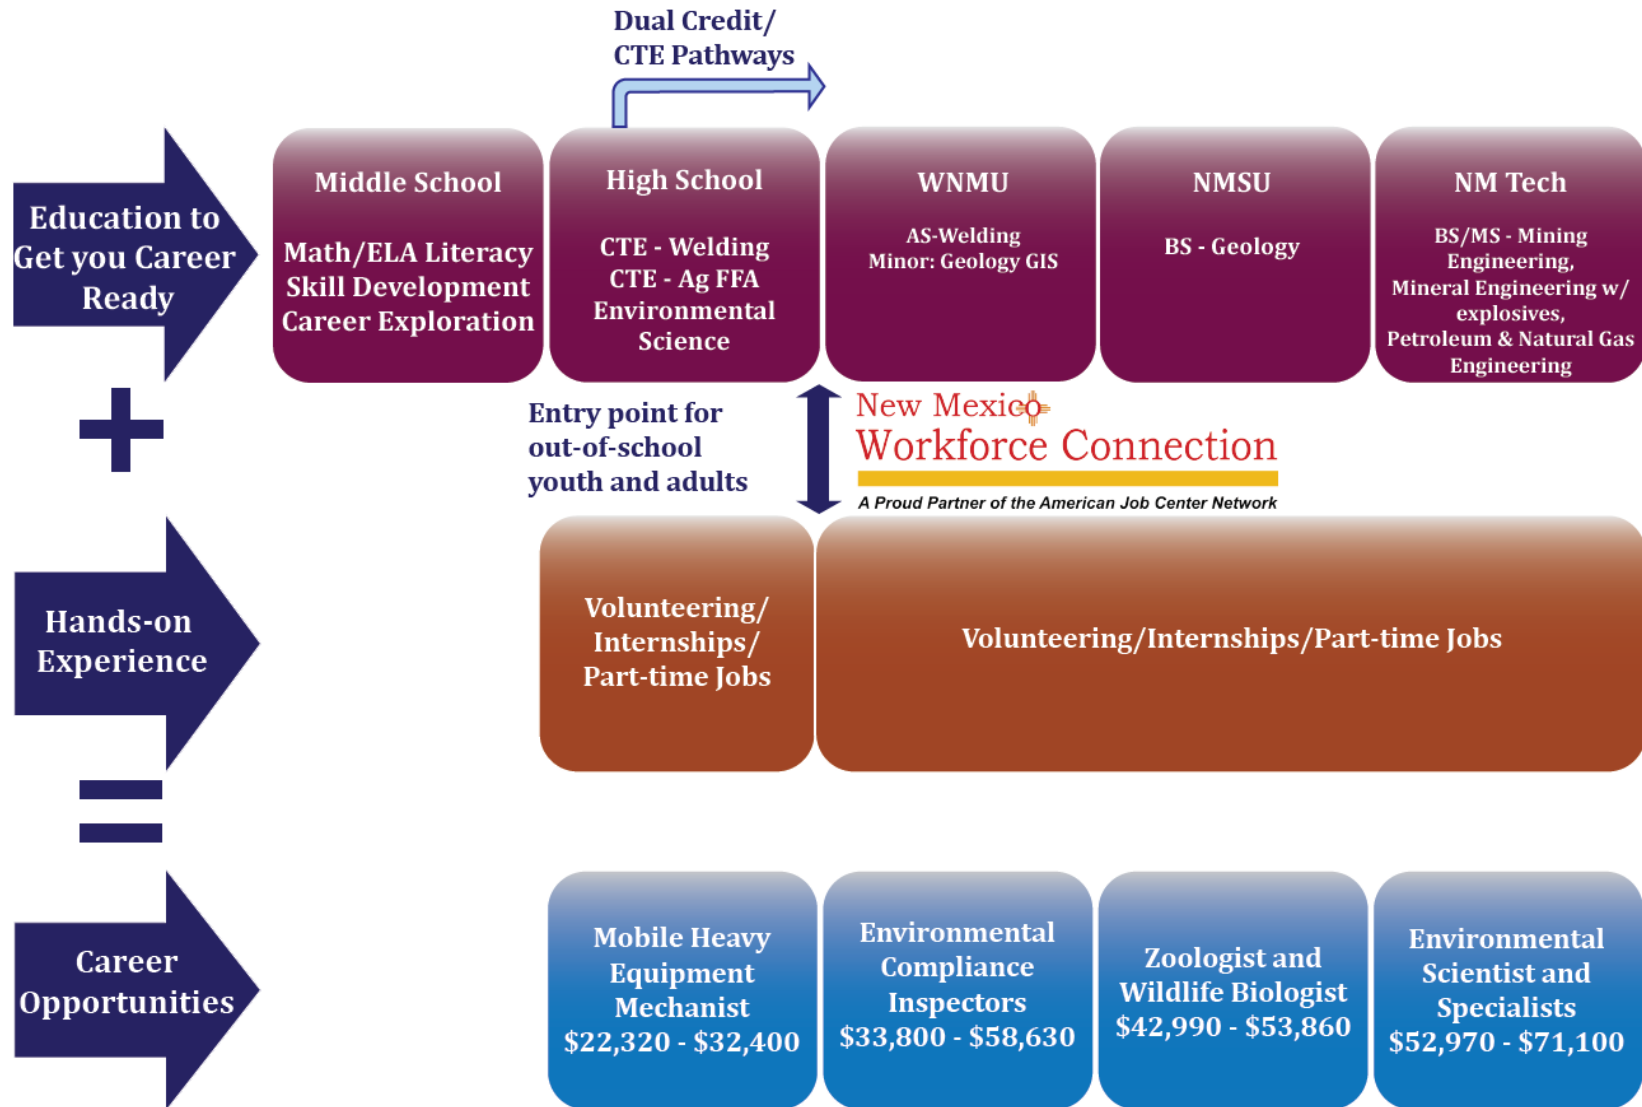 Dual Credit/
CTE Pathways
Education to
Get you Career
Ready
Middle School
Math/ELA Literacy
Skill Development
Career Exploration
High School
CTE - Welding
CTE - Ag FFA
Environmental
Science
WNMU
AS-Welding
Minor: Geology GIS
NMSU
BS - Geology
NM Tech
BS/MS - Mining
Engineering,
Mineral Engineering w/
explosives,
Petroleum & Natural Gas
Engineering
Entry point for
out-of-school
youth and adults
New Mexico
Workforce Connection
A Proud Partner of the American Job Center Network
Hands-on
Experience
Volunteering/
Internships/
Part-time Jobs
Volunteering/Internships/Part-time Jobs
Career
Opportunities
Mobile Heavy
Equipment
Mechanist
$22,320 - $32,400
Environmental
Compliance
Inspectors
$33,800 - $58,630
Zoologist and
Wildlife Biologist
$42,990 - $53,860
Environmental
Scientist and
Specialists
$52,970 - $71,100